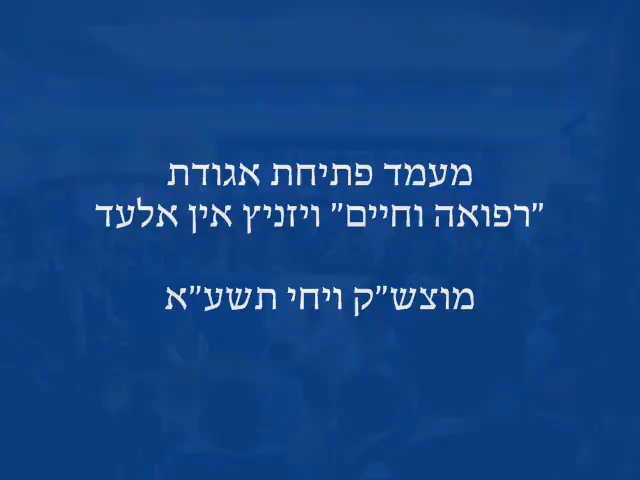 מעמד פתיחת אגודת
"רפואה וחיים" ויזניץ אין אלעד
מוצש"ק ויחי תשע"א